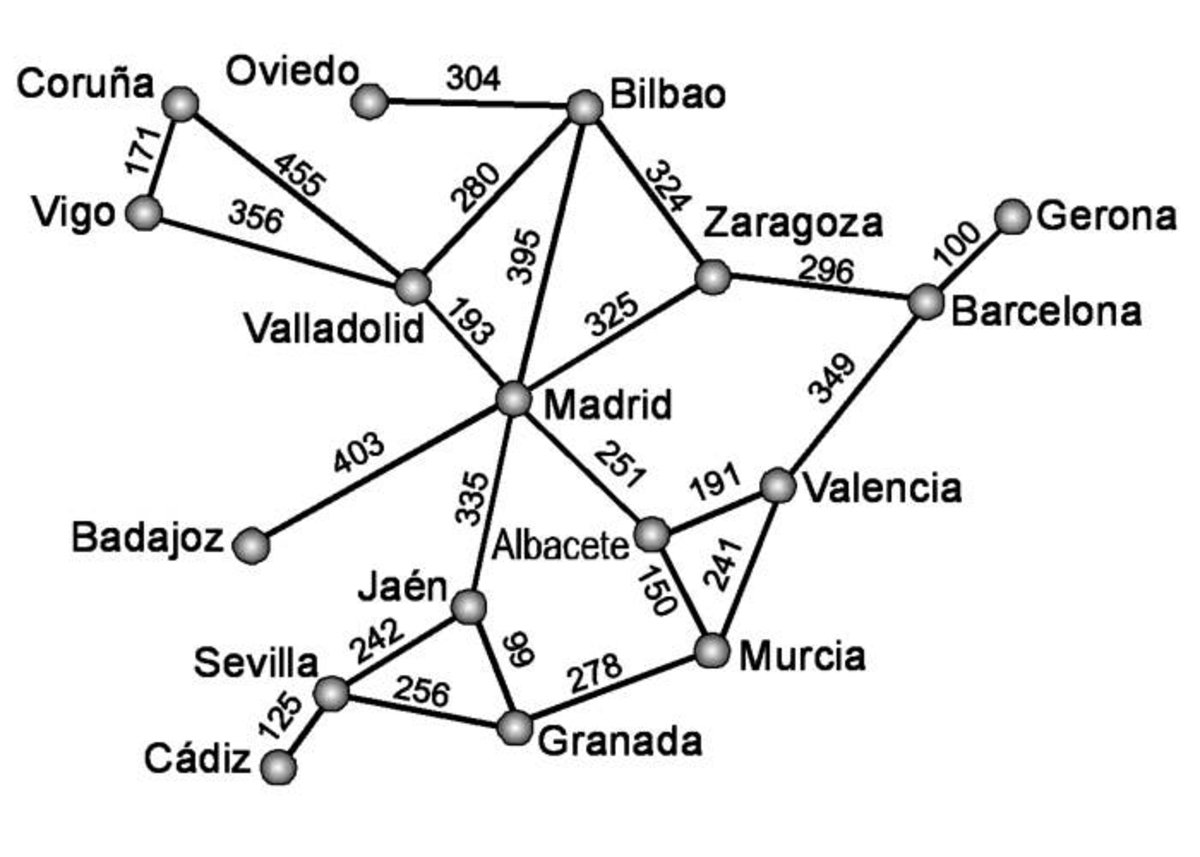 Coruña
Oviedo
304
Bilbao
171
455
280
324
Vigo
356
395
Zaragoza
Gerona
100
296
Valladolid
193
325
Barcelona
349
Madrid
403
335
251
191
Valencia
Badajoz
Albacete
241
150
Jaén
242
99
Sevilla
278
Murcia
256
125
Granada
Cádiz